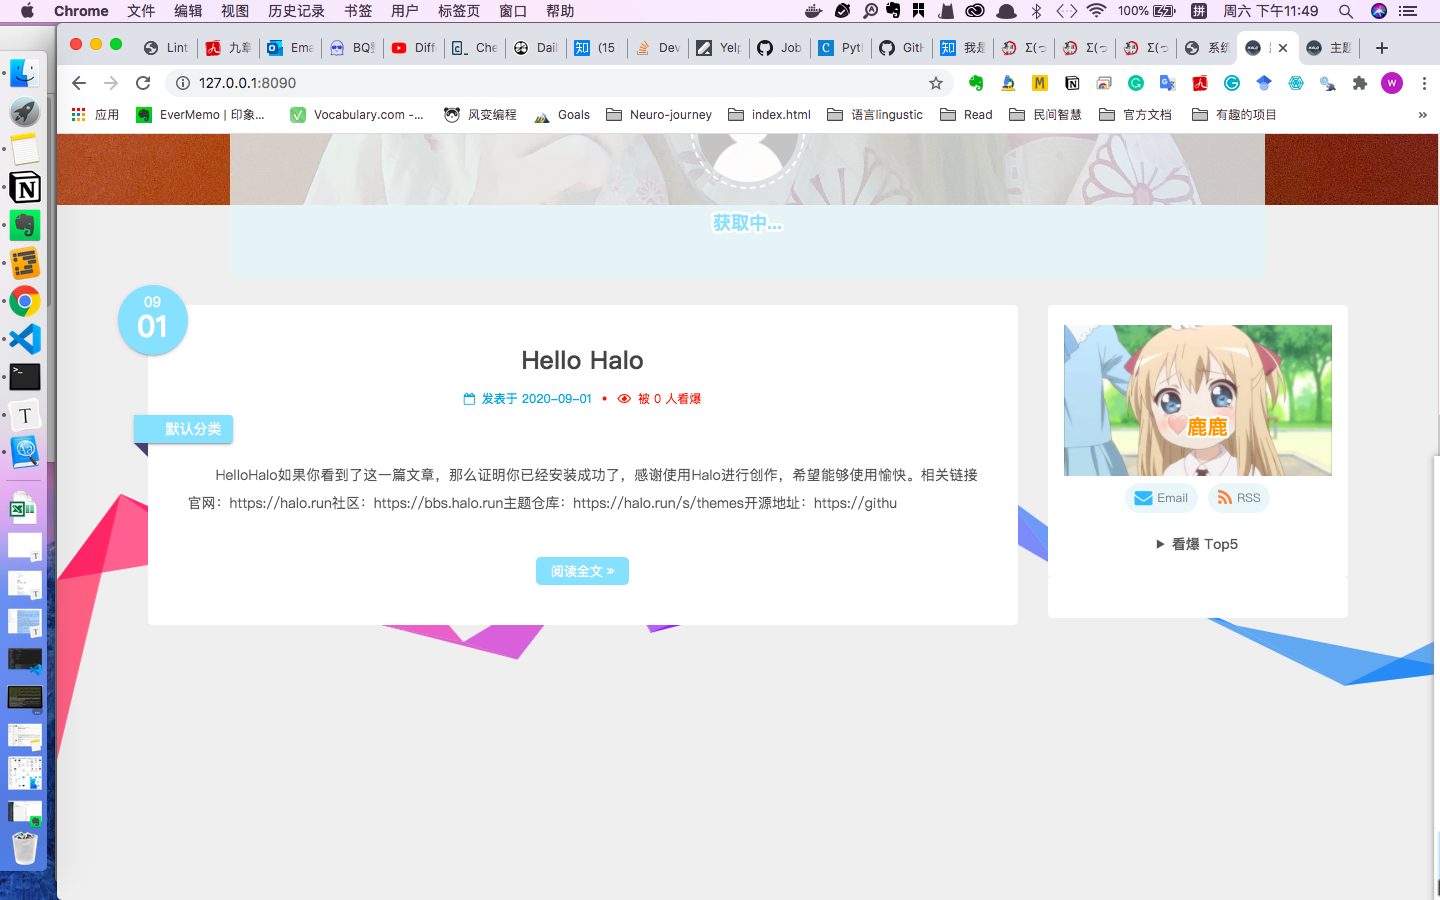 Chrome 文件 编辑 视图 历史记录 书签 用户 标签页 窗口 帮助 100% 拼 周六 下午11:49
Lint 九章 Ema BQ Diff Che Dail (15 Dev Yelp Job Pyt GitH 我是 Σ(っ Σ(っ Σ(っ 系统 主题
127.0.0.1:8090
应用 EverMemo | 印象... Vocabulary.com -... 风变编程 Goals Neuro-journey index.html 语言lingustic Read 民间智慧 官方文档 有趣的项目 »
获取中...
09
01
Hello Halo
发表于 2020-09-01 • 被 0 人看爆
默认分类
HelloHalo如果你看到了这一篇文章，那么证明你已经安装成功了，感谢使用Halo进行创作，希望能够使用愉快。相关链接
官网：https://halo.run社区：https://bbs.halo.run主题仓库：https://halo.run/s/themes开源地址：https://githu
阅读全文 »
鹿鹿
Email RSS
▶ 看爆 Top5